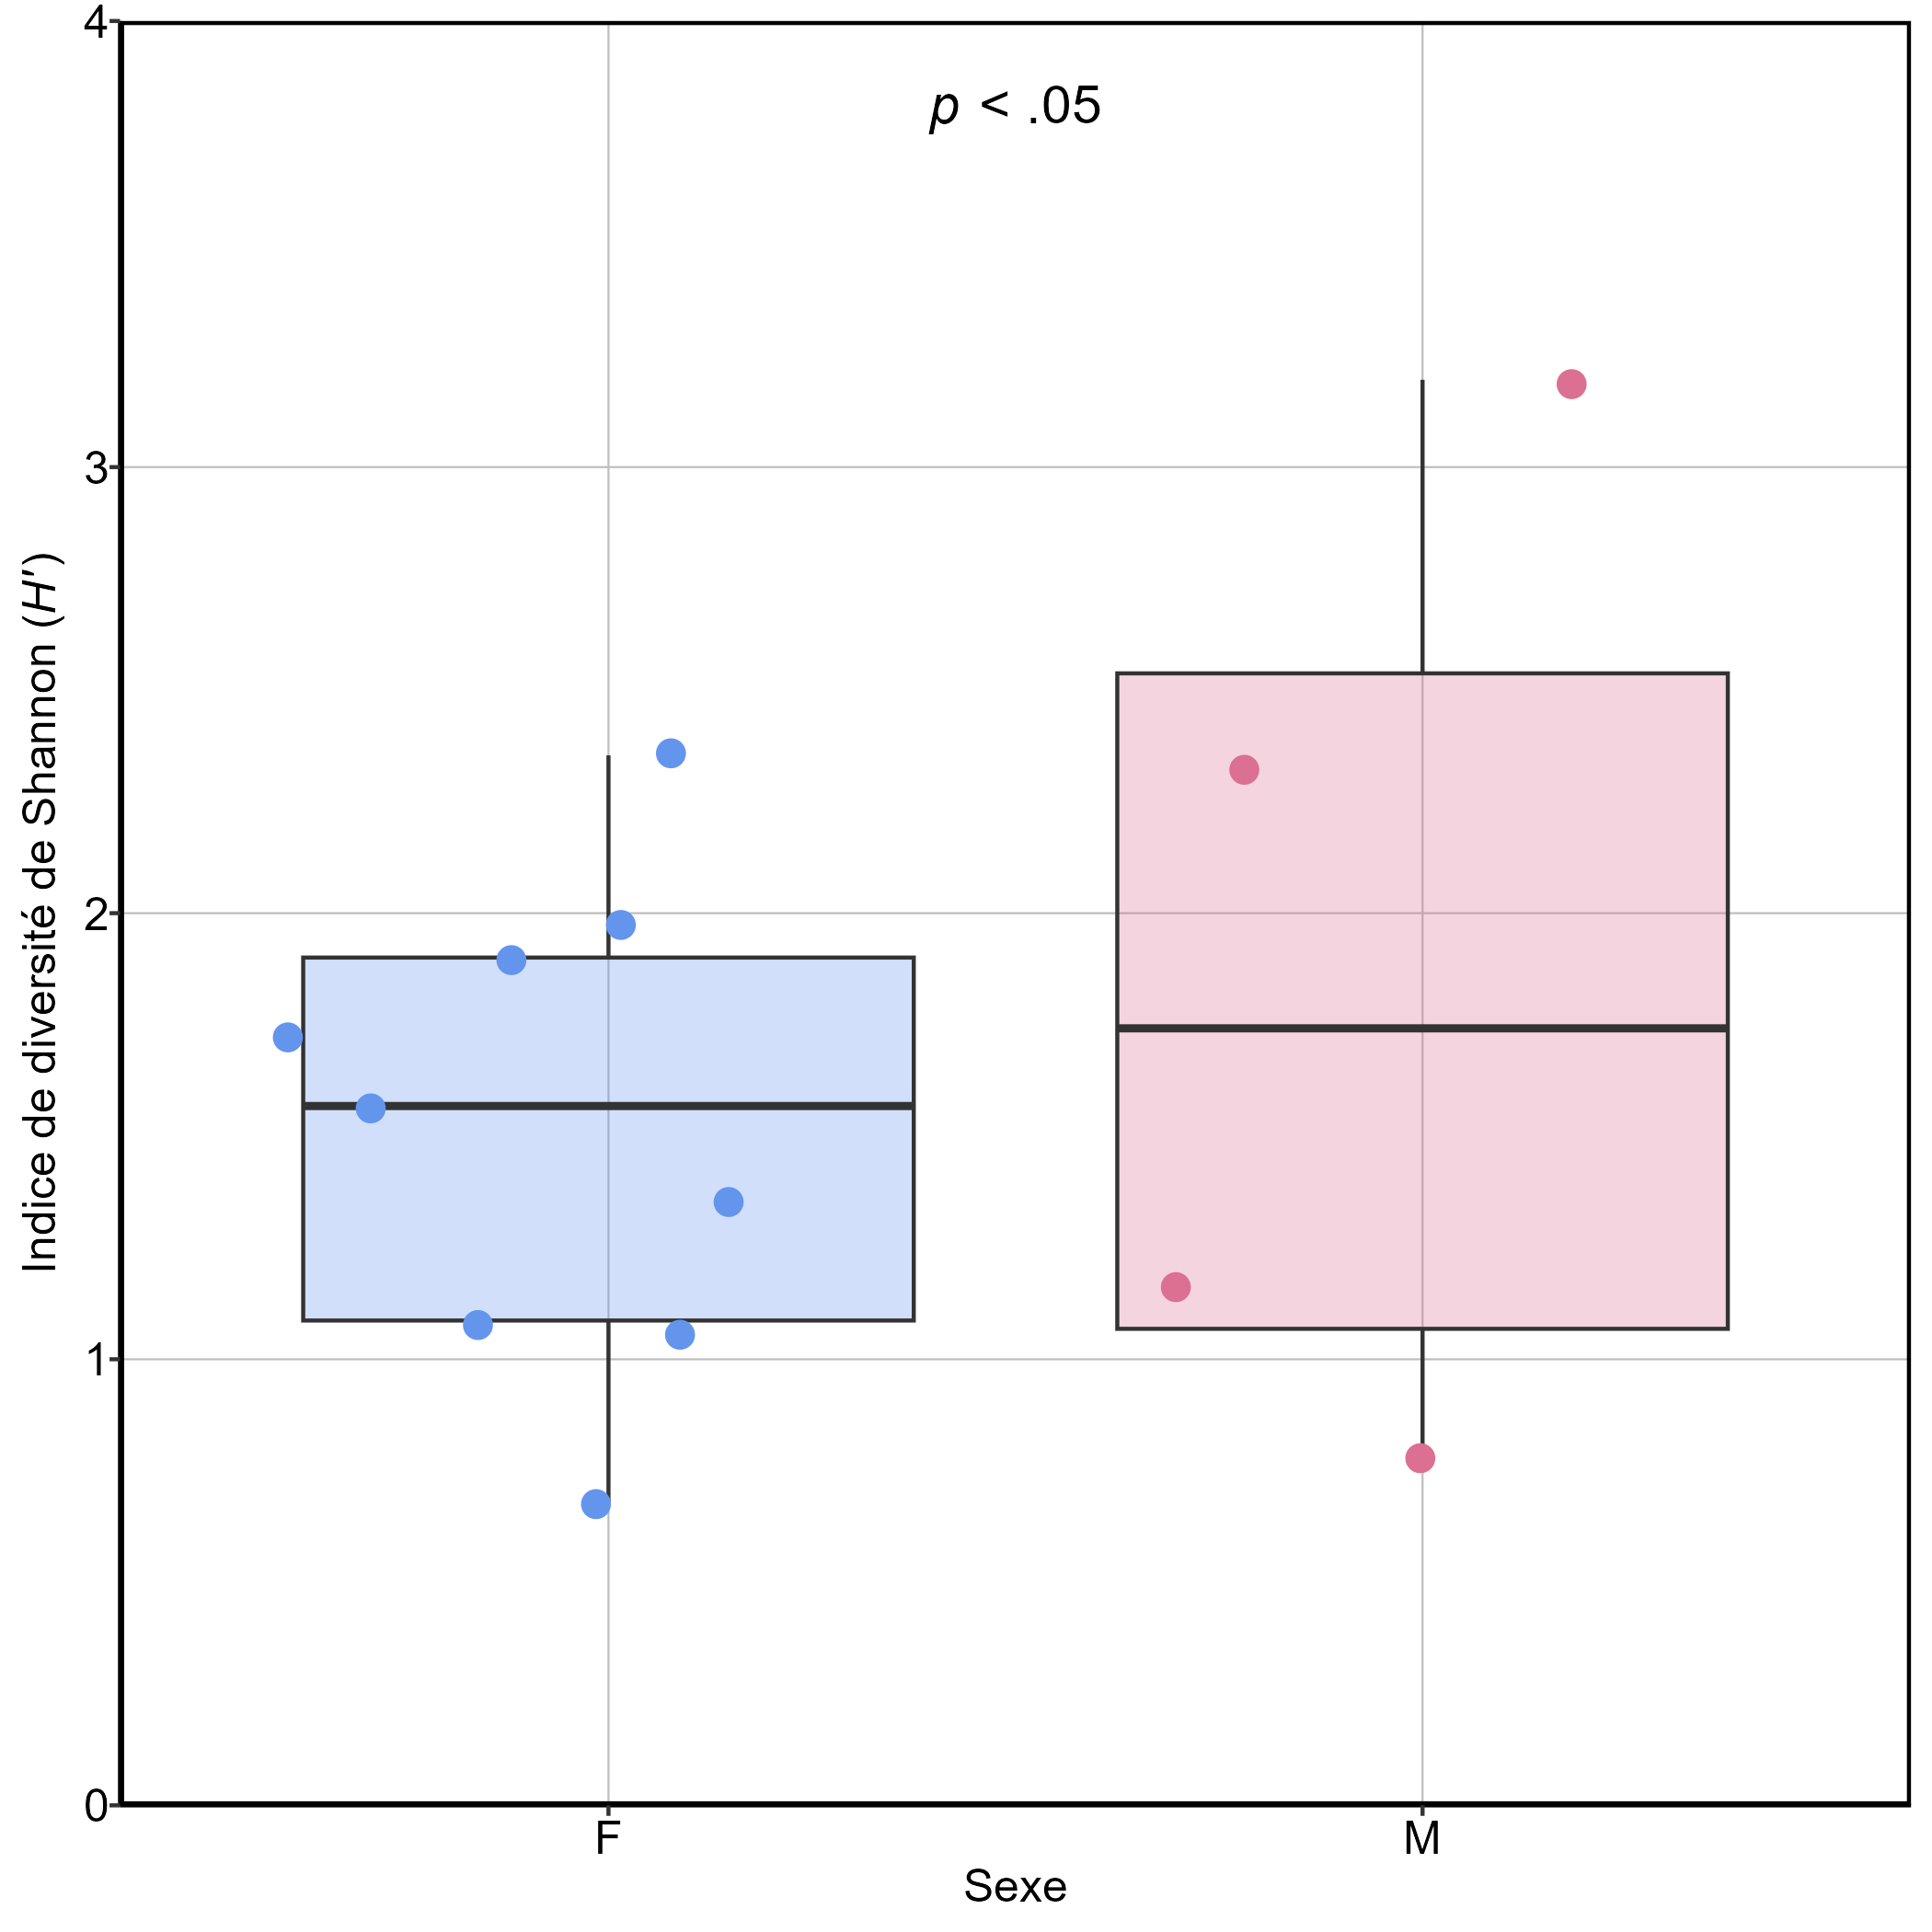 p < .05
Indice de diversité de Shannon (H')
4
3
2
1
0
F
M
Sexe